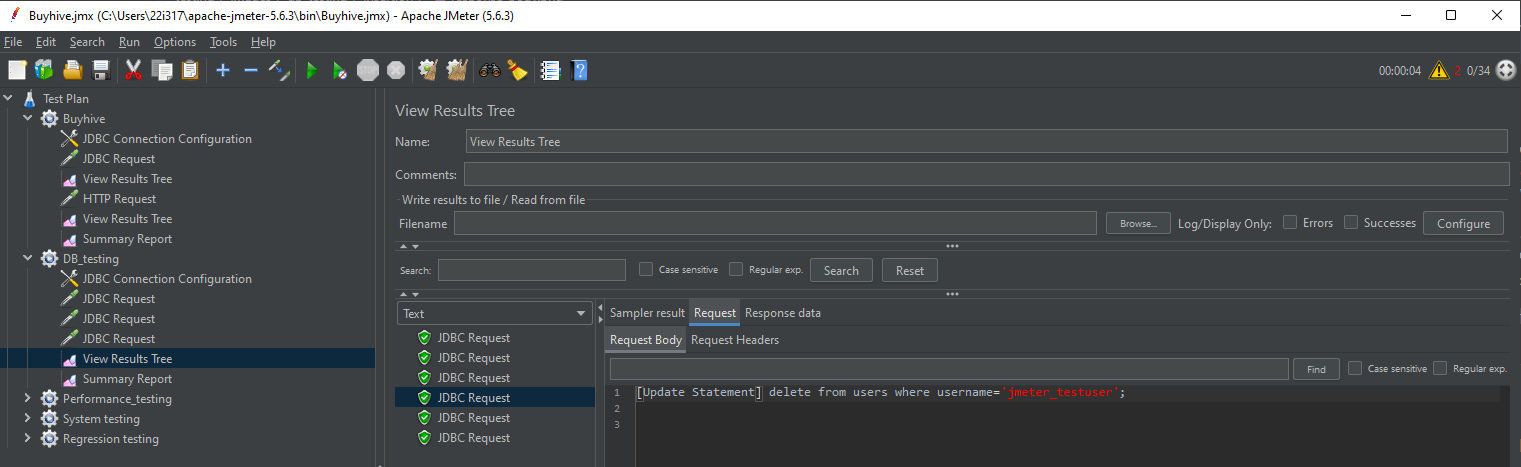 Buyhive.jmx (C:\Users\22i317\apache-jmeter-5.6.3\bin\Buyhive.jmx) - Apache JMeter (5.6.3)
File Edit Search Run Options Tools Help
00:00:04 2 0/34
Test Plan
Buyhive
JDBC Connection Configuration
JDBC Request
View Results Tree
HTTP Request
View Results Tree
Summary Report
DB_testing
JDBC Connection Configuration
JDBC Request
JDBC Request
JDBC Request
View Results Tree
Summary Report
Performance_testing
System testing
Regression testing
View Results Tree
Name: View Results Tree
Comments:
Write results to file / Read from file
Filename Browse... Log/Display Only: Errors Successes Configure
Search: Case sensitive Regular exp. Search Reset
Text
JDBC Request
JDBC Request
JDBC Request
JDBC Request
JDBC Request
JDBC Request
Sampler result Request Response data
Request Body Request Headers
Find Case sensitive Regular exp.
1 [Update Statement] delete from users where username='jmeter_testuser';
2
3